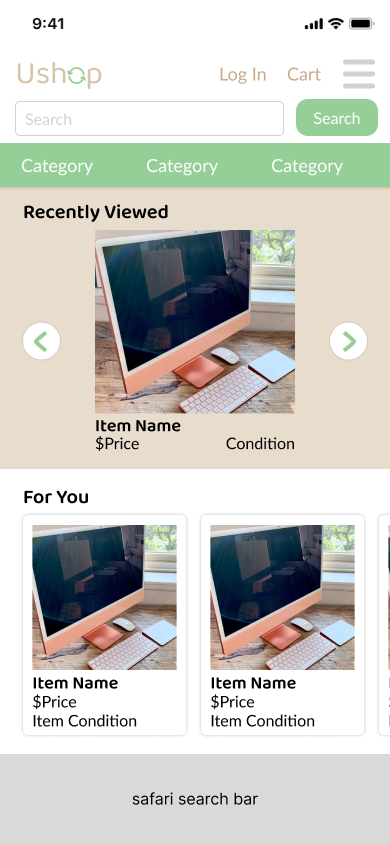 9:41
Ushop
Log In Cart
Search
Search
Category Category Category
Recently Viewed
Item Name
$Price Condition
For You
Item Name
$Price
Item Condition
Item Name
$Price
Item Condition
safari search bar